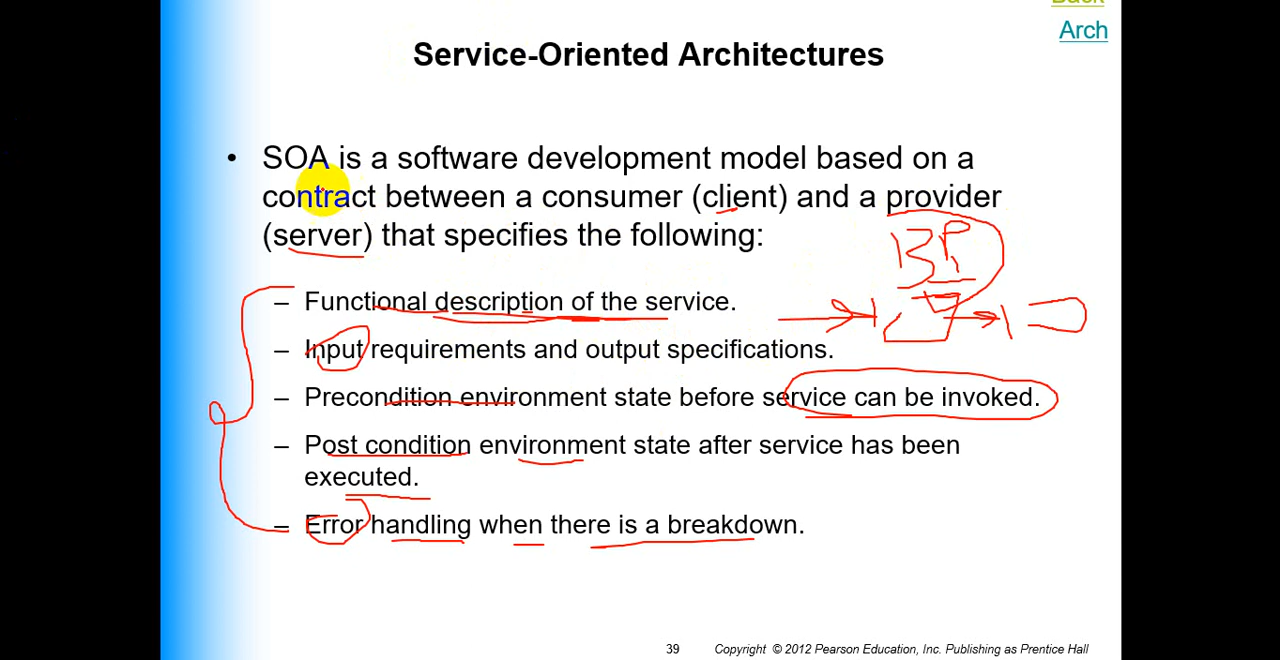 Arch
Service-Oriented Architectures
• SOA is a software development model based on a
contract between a consumer (client) and a provider
(server) that specifies the following:
BP
– Functional description of the service.
– Input requirements and output specifications.
– Precondition environment state before service can be invoked.
– Post condition environment state after service has been
executed.
– Error handling when there is a breakdown.
39 Copyright © 2012 Pearson Education, Inc. Publishing as Prentice Hall